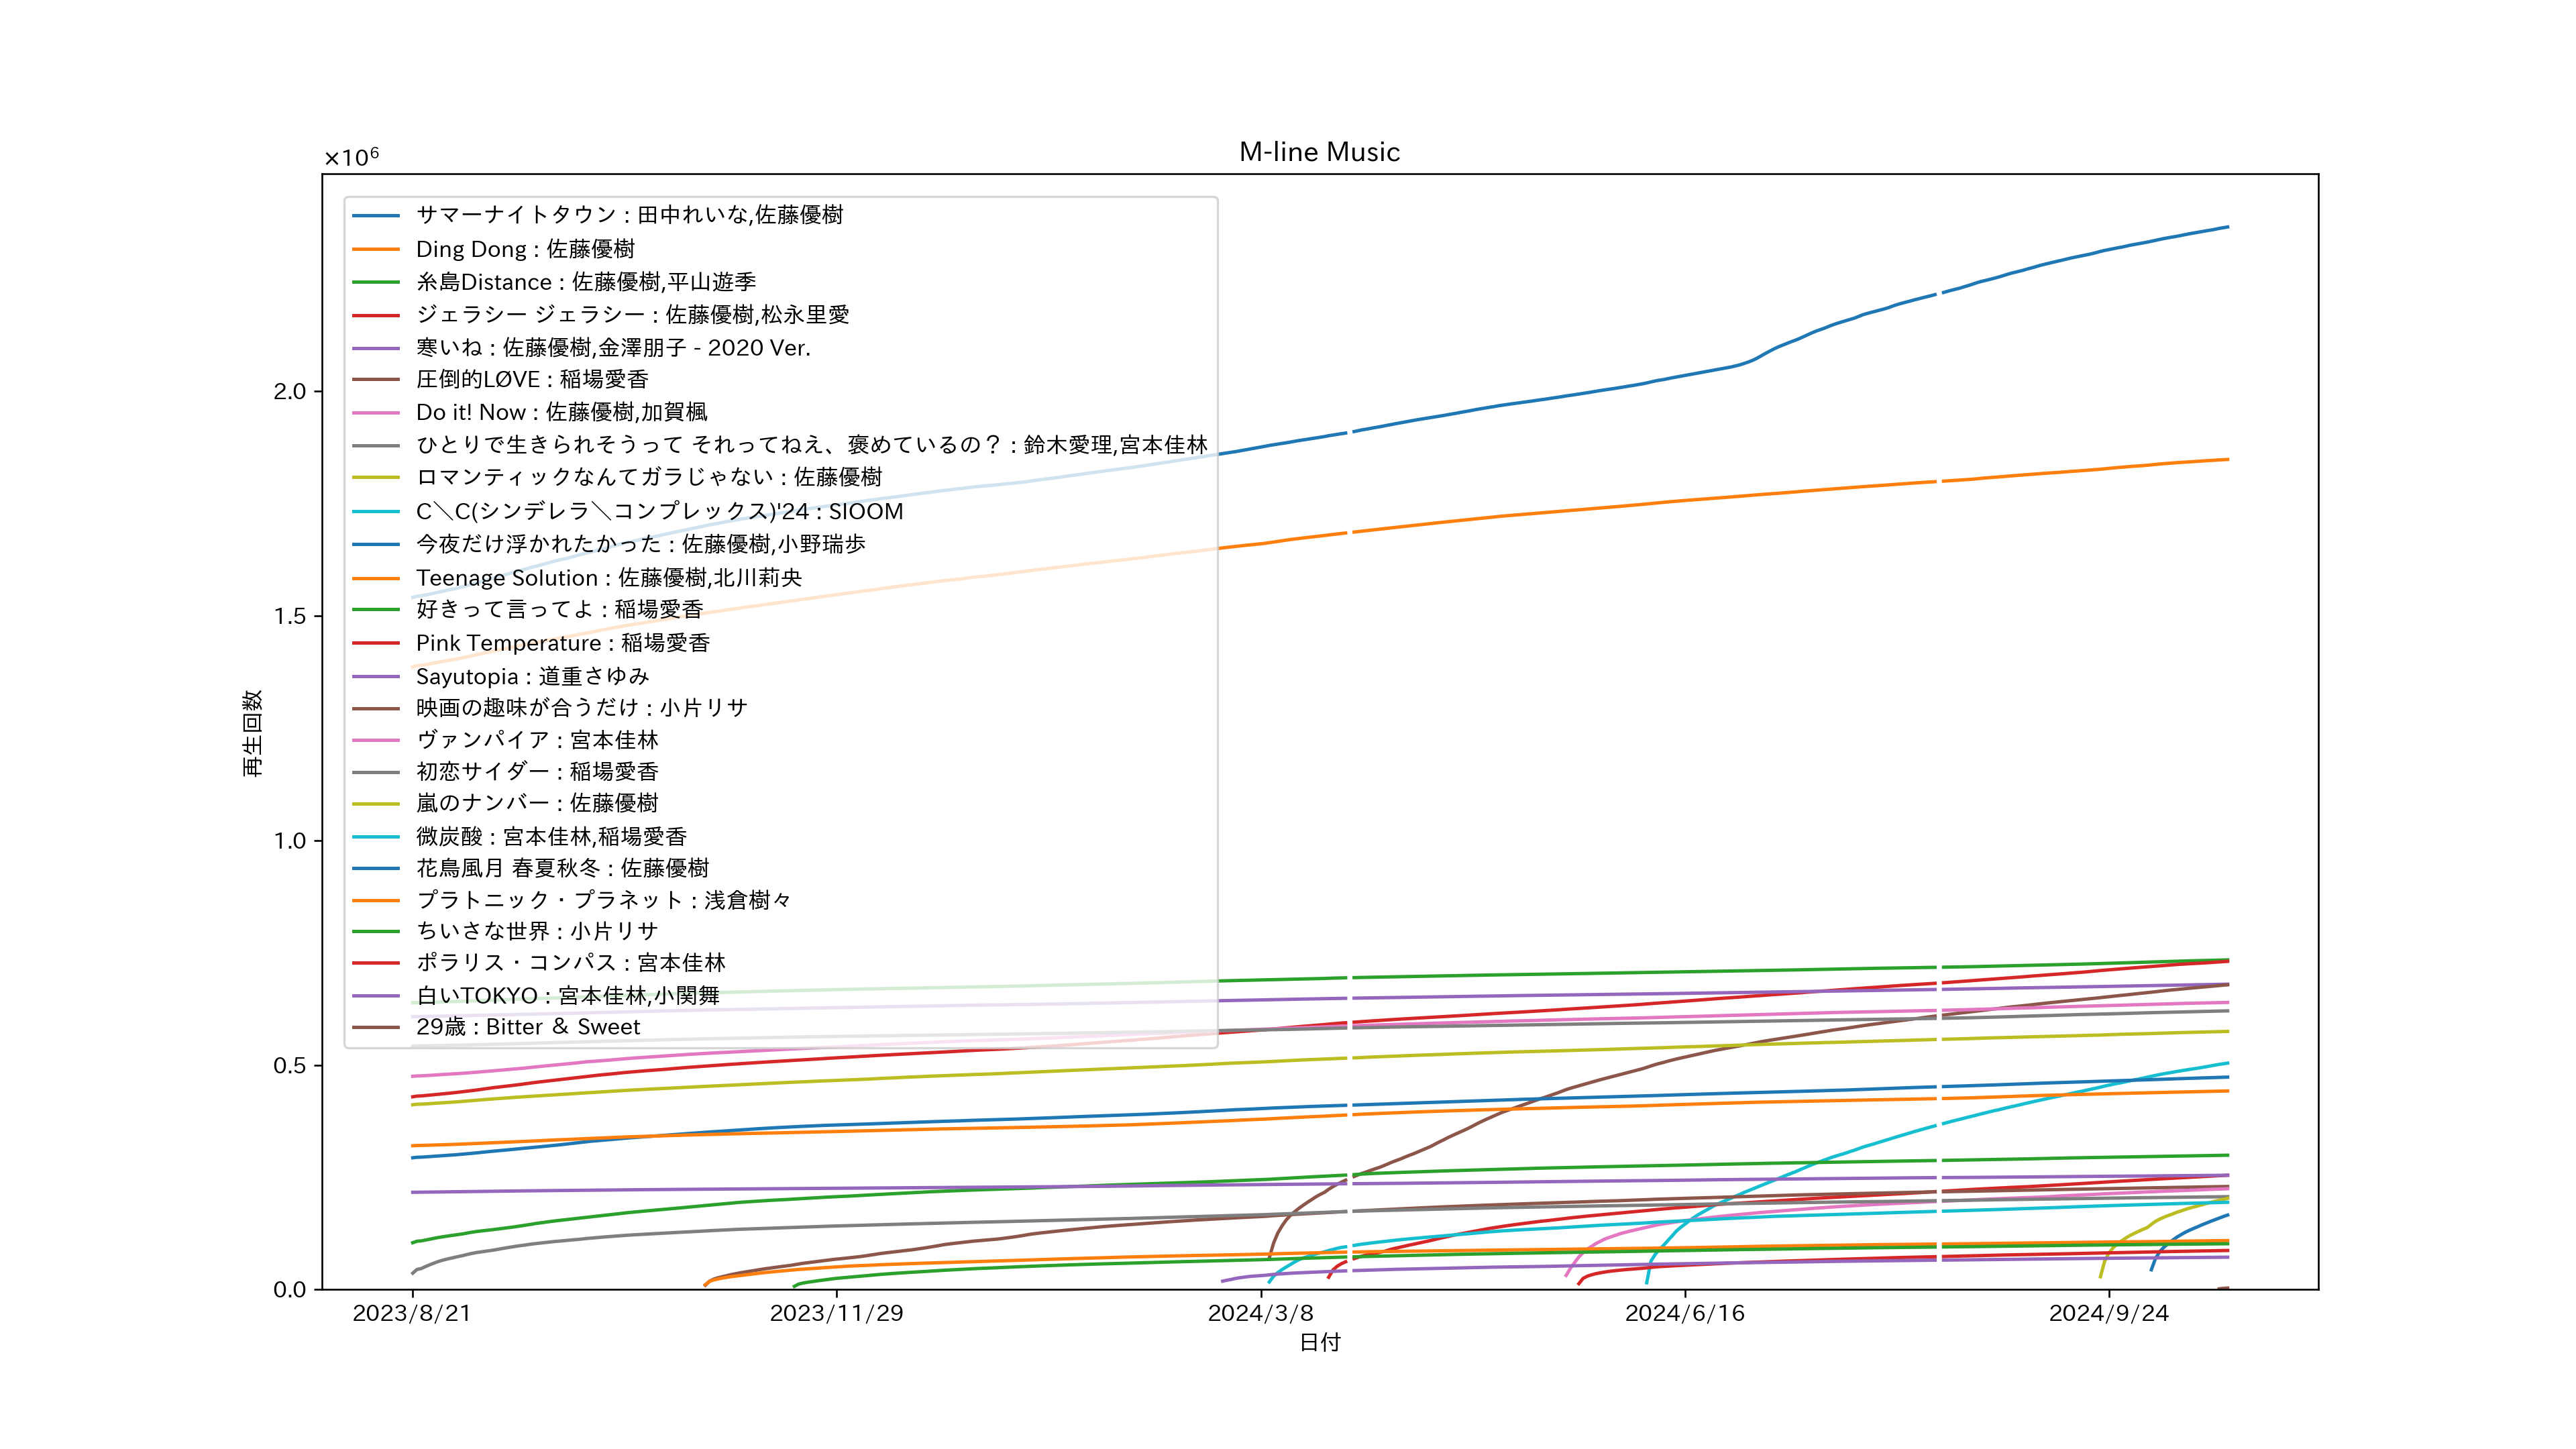 M-line Music
×10⁶
サマーナイトタウン : 田中れいな,佐藤優樹
Ding Dong : 佐藤優樹
糸島Distance : 佐藤優樹,平山遊季
ジェラシー ジェラシー : 佐藤優樹,松永里愛
寒いね : 佐藤優樹,金澤朋子 - 2020 Ver.
圧倒的LØVE : 稲場愛香
Do it! Now : 佐藤優樹,加賀楓
ひとりで生きられそうって それってねえ、褒めているの？ : 鈴木愛理,宮本佳林
ロマンティックなんてガラじゃない : 佐藤優樹
C＼C(シンデレラ＼コンプレックス)'24 : SIOOM
今夜だけ浮かれたかった : 佐藤優樹,小野瑞歩
Teenage Solution : 佐藤優樹,北川莉央
好きって言ってよ : 稲場愛香
Pink Temperature : 稲場愛香
Sayutopia : 道重さゆみ
映画の趣味が合うだけ : 小片リサ
ヴァンパイア : 宮本佳林
初恋サイダー : 稲場愛香
嵐のナンバー : 佐藤優樹
微炭酸 : 宮本佳林,稲場愛香
花鳥風月 春夏秋冬 : 佐藤優樹
プラトニック・プラネット : 浅倉樹々
ちいさな世界 : 小片リサ
ポラリス・コンパス : 宮本佳林
白いTOKYO : 宮本佳林,小関舞
29歳 : Bitter ＆ Sweet
再生回数
2.0
1.5
1.0
0.5
0.0
2023/8/21
2023/11/29
2024/3/8
2024/6/16
2024/9/24
日付